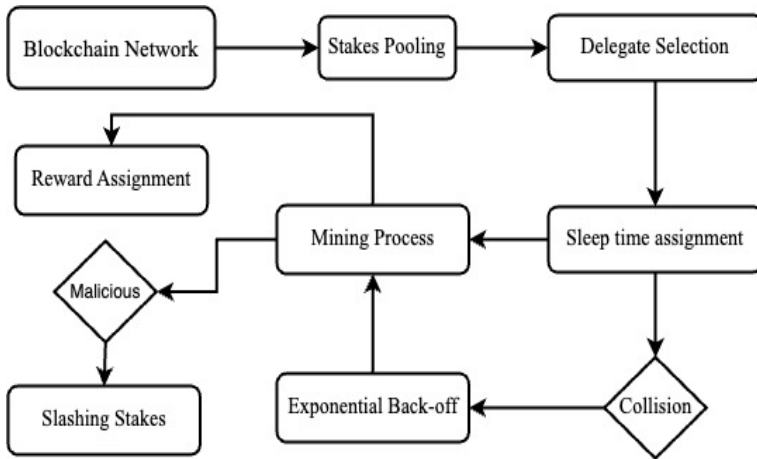 Blockchain Network
Stakes Pooling
Delegate Selection
Reward Assignment
Mining Process
Sleep time assignment
Malicious
Slashing Stakes
Exponential Back-off
Collision